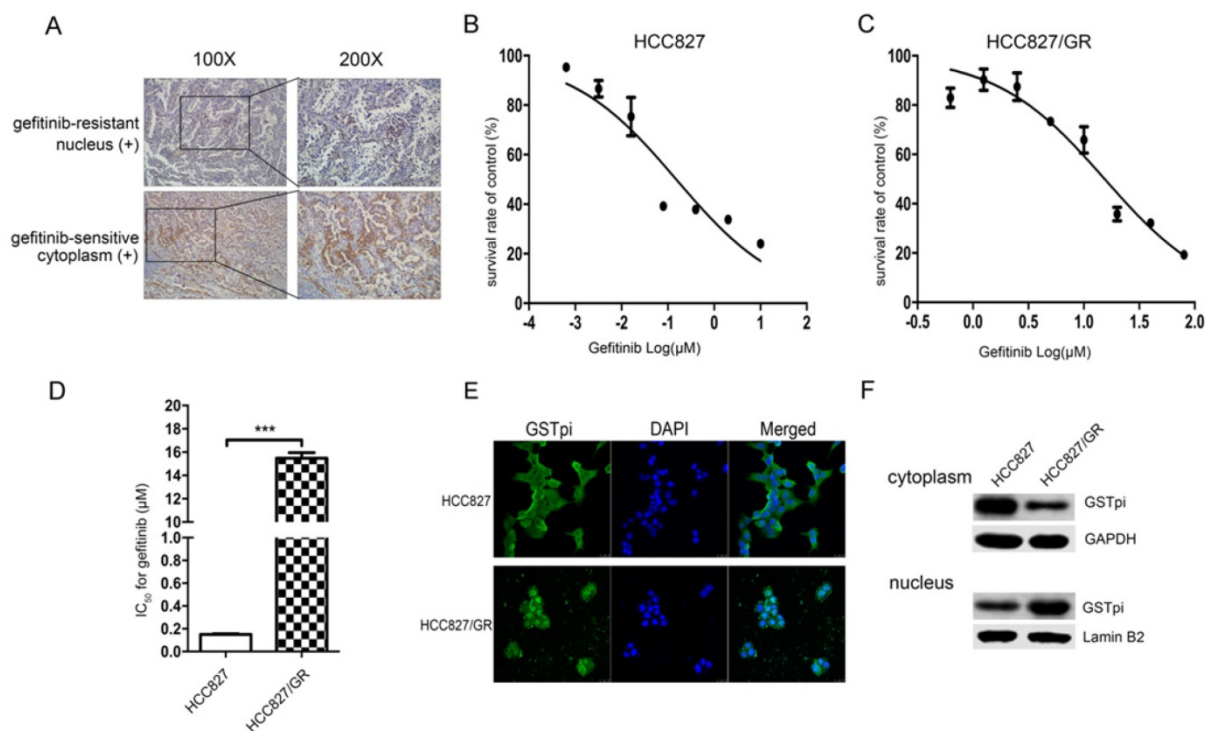 A
100X 200X
gefitinib-resistant
nucleus (+)
gefitinib-sensitive
cytoplasm (+)
B
HCC827
survival rate of control (%)
100
80
60
40
20
0
-4 -3 -2 -1 0 1 2
Gefitinib Log(μM)
C
HCC827/GR
survival rate of control (%)
100
80
60
40
20
0
-0.5 0.0 0.5 1.0 1.5 2.0
Gefitinib Log(μM)
D
IC50 for gefitinib (μM)
20
18
16
14
12
10
1.0
0.8
0.6
0.4
0.2
0.0
***
HCC827
HCC827/GR
E
GSTpi DAPI Merged
HCC827
HCC827/GR
F
HCC827
HCC827/GR
cytoplasm
GSTpi
GAPDH
nucleus
GSTpi
Lamin B2